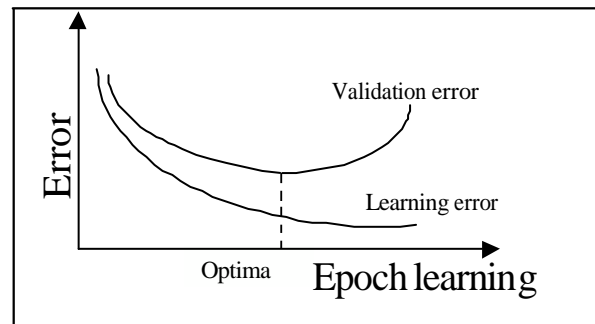 Validation error
Error
Learning error
Optima
Epoch learning